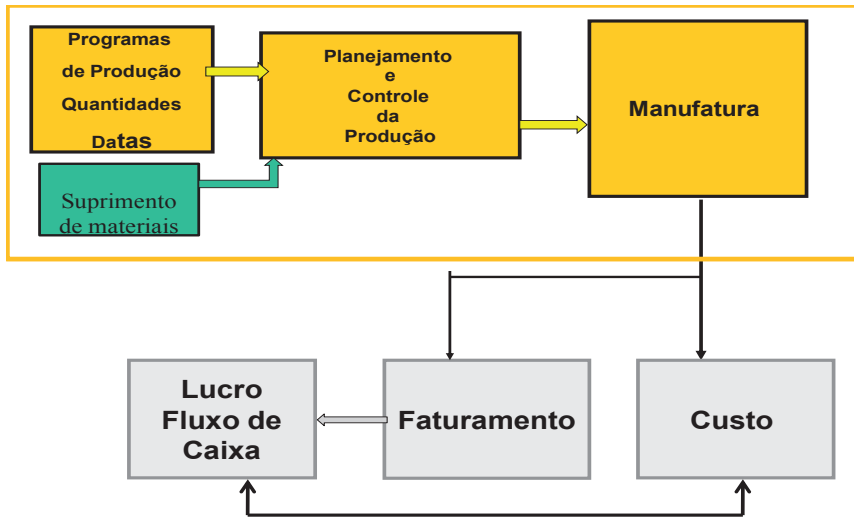 Programas
de Produção
Quantidades
Datas
Planejamento
e
Controle
da
Produção
Manufatura
Suprimento
de materiais
Lucro
Fluxo de
Caixa
Faturamento
Custo